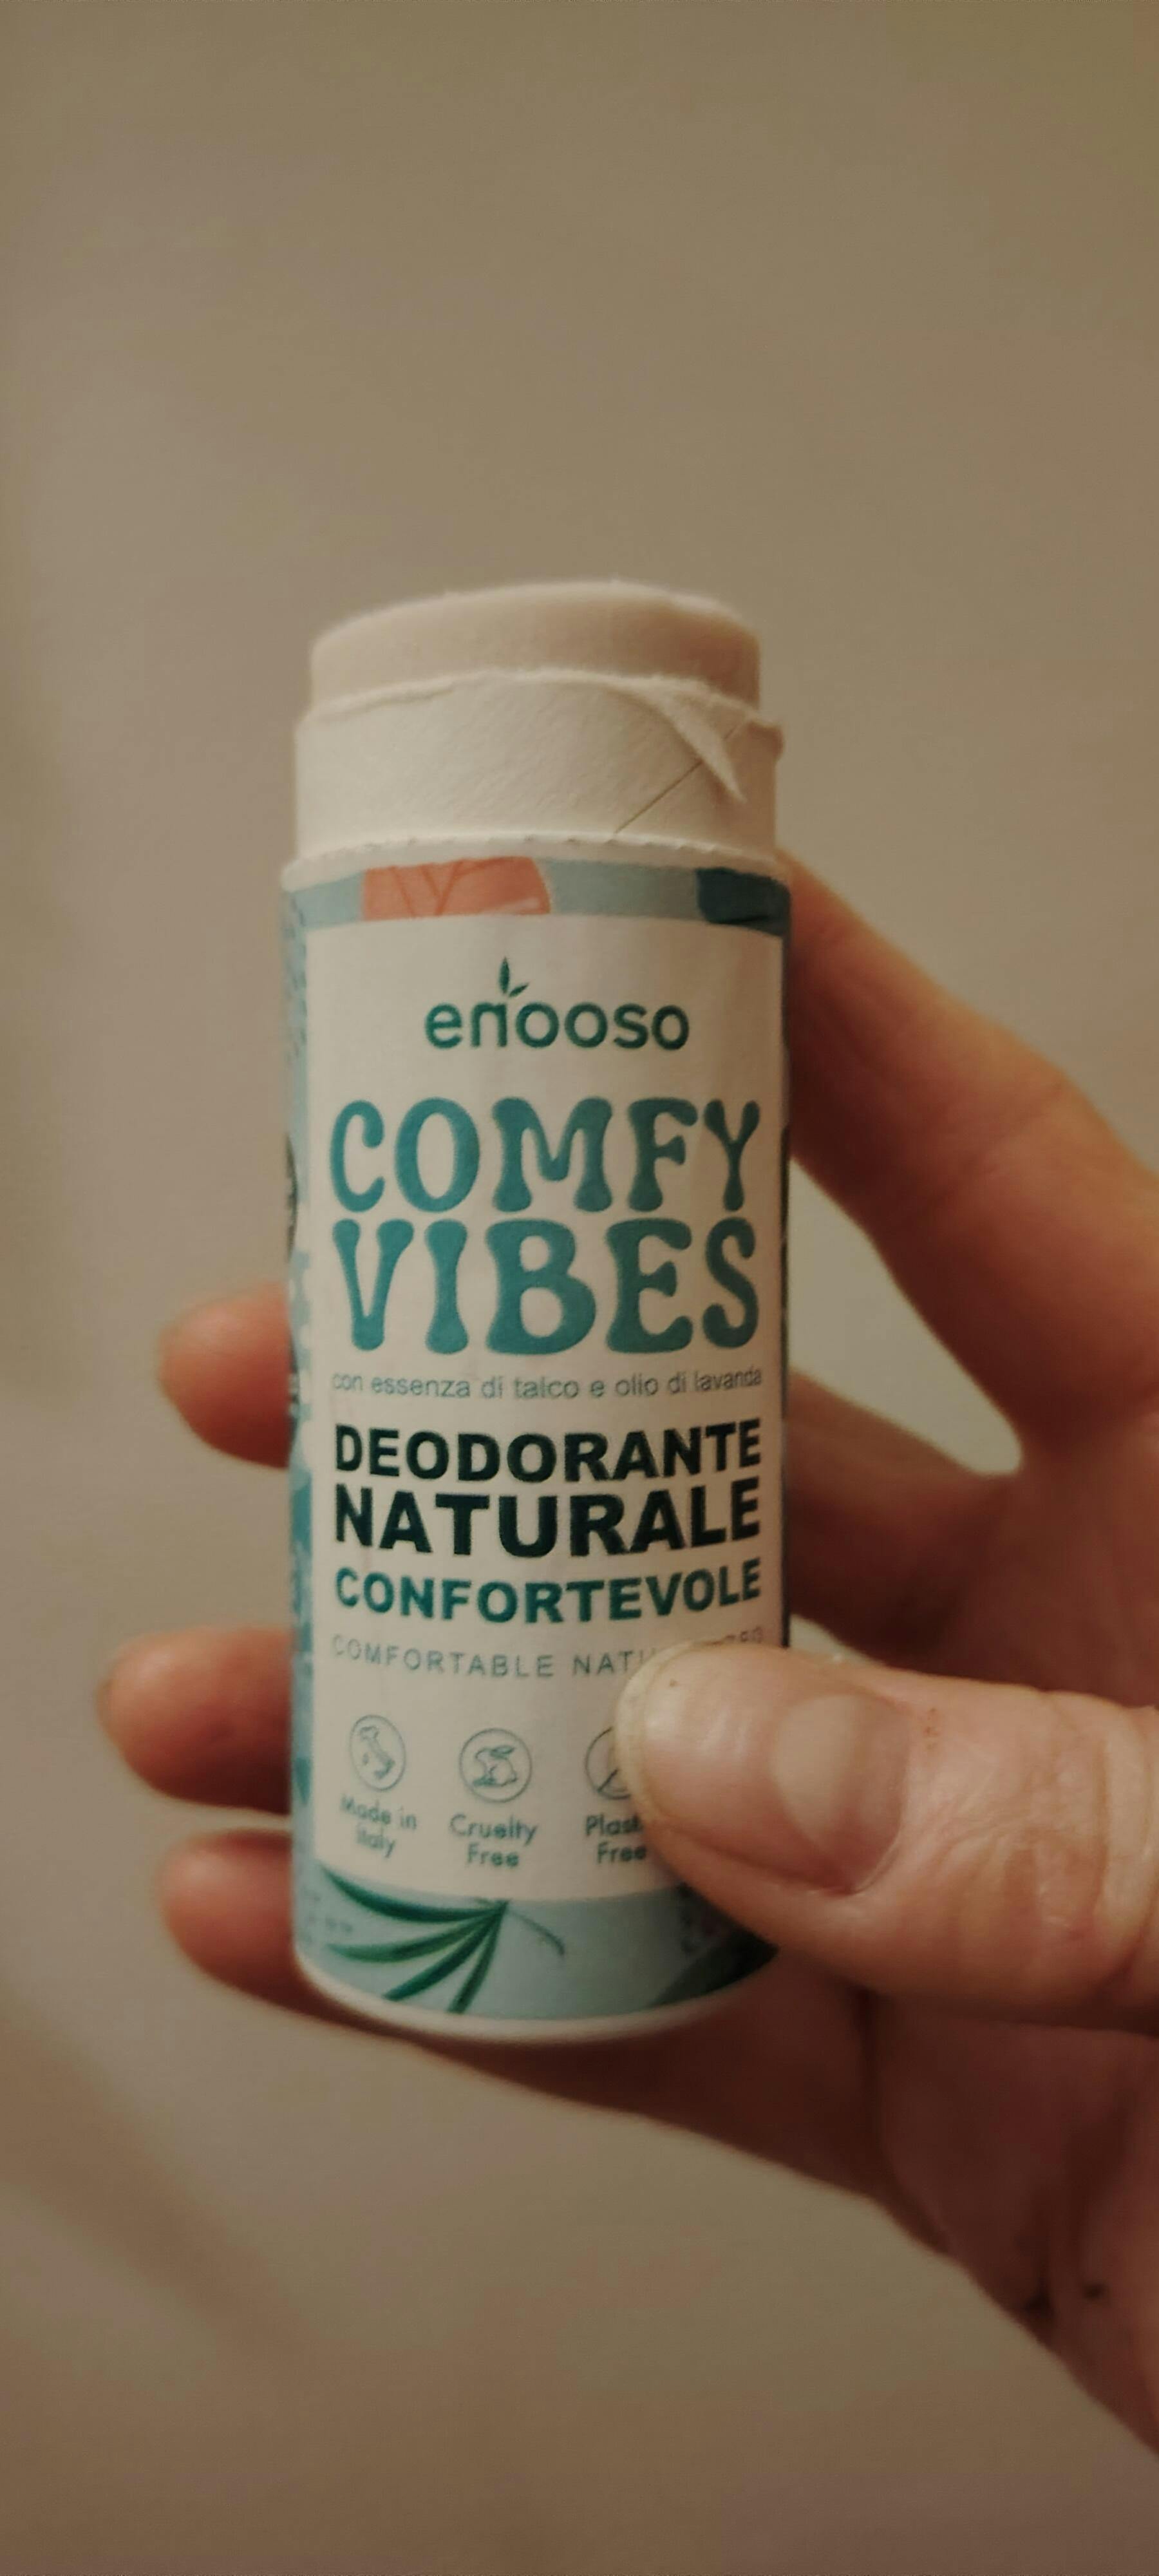 enooso
COMFY
VIBES
con essenza di talco e olio di lavanda
DEODORANTE
NATURALE
CONFORTEVOLE
COMFORTABLE
Made in
Italy
Cruelty
Free
Free